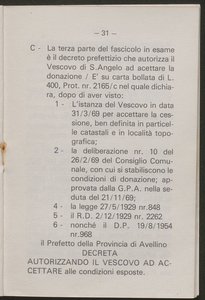 – 31 –
C - La terza parte del fascicolo in esame
è il decreto prefettizio che autorizza il
Vescovo di S.Angelo ad accettare la
donazione / E' su carta bollata di L.
400, Prot. nr. 2165/c nel quale dichia-
ra, dopo di aver visto:
1 - L'istanza del Vescovo in data
31/3/69 per accettare la ces-
sione, ben definita in particel-
le catastali e in località topo-
grafica;
2 - la deliberazione nr. 10 del
26/2/69 del Consiglio Comu-
nale, con cui si stabiliscono le
condizioni di donazione; ap-
provata dalla G.P.A. nella se-
duta del 21/11/69;
4 - la legge 27/5/1929 nr.848
5 - il R.D. 2/12/1929 nr. 2262
6 - nonché il D.P. 19/8/1954
nr.968
il Prefetto della Provincia di Avellino
DECRETA
AUTORIZZANDO IL VESCOVO AD AC-
CETTARE alle condizioni esposte.